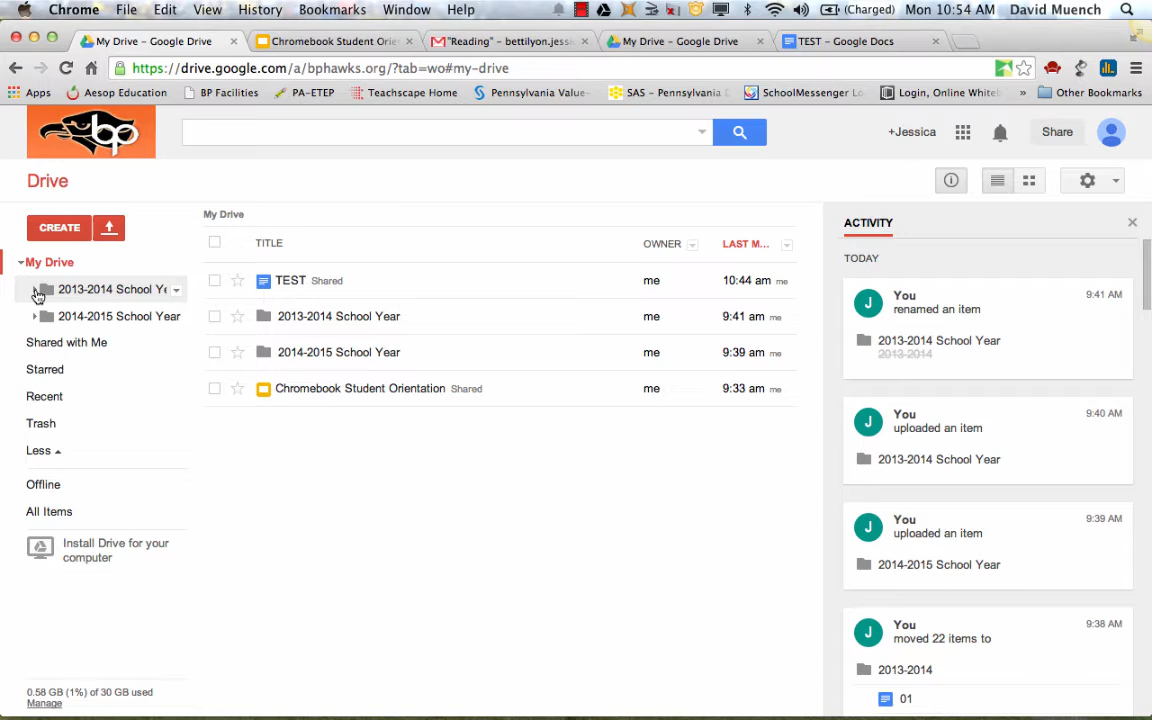 Chrome File Edit View History Bookmarks Window Help (Charged) Mon 10:54 AM David Muench
My Drive – Google Drive Chromebook Student Orie "Reading" – bettilyon.jess My Drive – Google Drive TEST – Google Docs
https://drive.google.com/a/bphawks.org/?tab=wo#my-drive
Apps Aesop Education BP Facilities PA-ETEP Teachscape Home Pennsylvania Value- SAS – Pennsylvania SchoolMessenger Lo Login, Online White » Other Bookmarks
bp
+Jessica Share
Drive
CREATE
My Drive
2013-2014 School Ye
2014-2015 School Year
Shared with Me
Starred
Recent
Trash
Less
Offline
All Items
Install Drive for your
computer
0.58 GB (1%) of 30 GB used
Manage
My Drive
TITLE OWNER LAST M...
TEST Shared me 10:44 am me
2013-2014 School Year me 9:41 am me
2014-2015 School Year me 9:39 am me
Chromebook Student Orientation Shared me 9:33 am me
ACTIVITY
TODAY
J You 9:41 AM
renamed an item
2013-2014 School Year
2013-2014
J You 9:40 AM
uploaded an item
2013-2014 School Year
J You 9:39 AM
uploaded an item
2014-2015 School Year
J You 9:38 AM
moved 22 items to
2013-2014
01